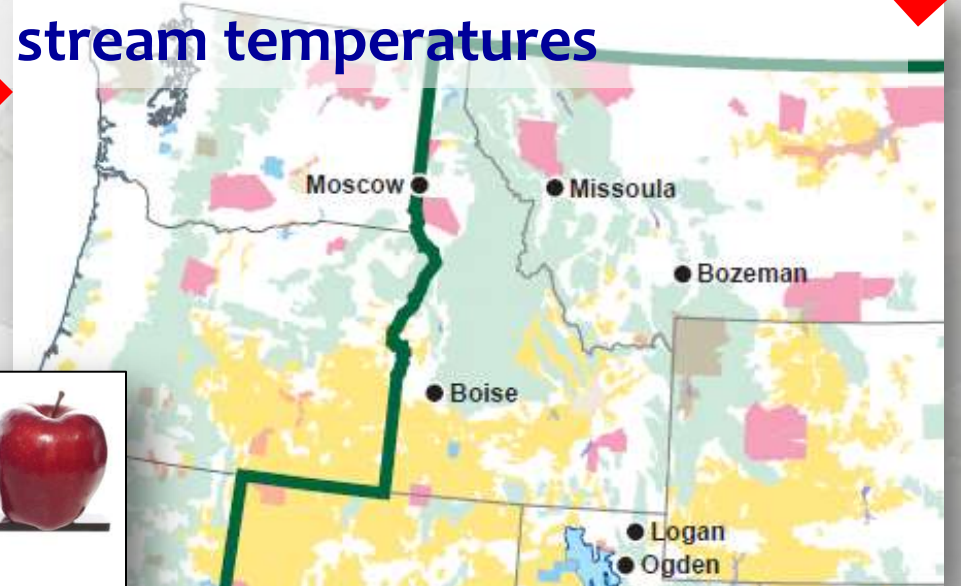 stream temperatures
Moscow
Missoula
Bozeman
Boise
Logan
Ogden